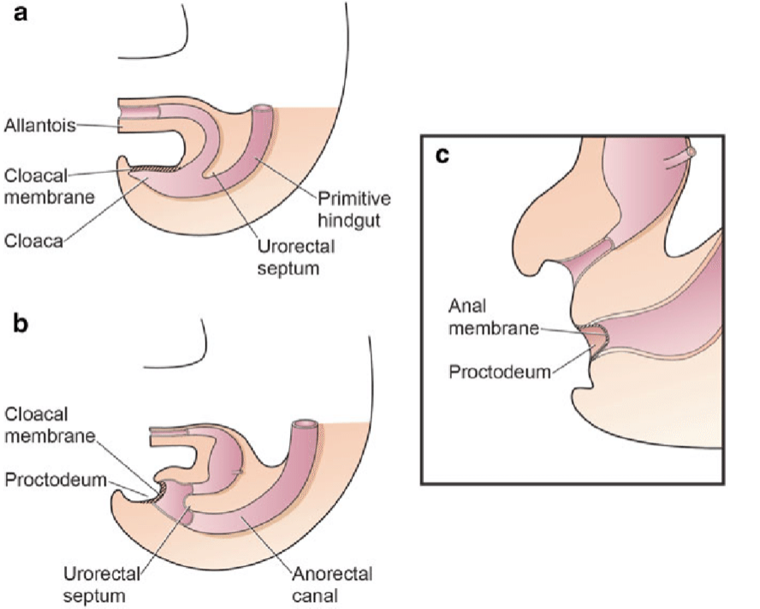 a
Allantois
Cloacal
membrane
Cloaca
Primitive
hindgut
Urorectal
septum
b
Cloacal
membrane
Proctodeum
Urorectal
septum
Anorectal
canal
c
Anal
membrane
Proctodeum